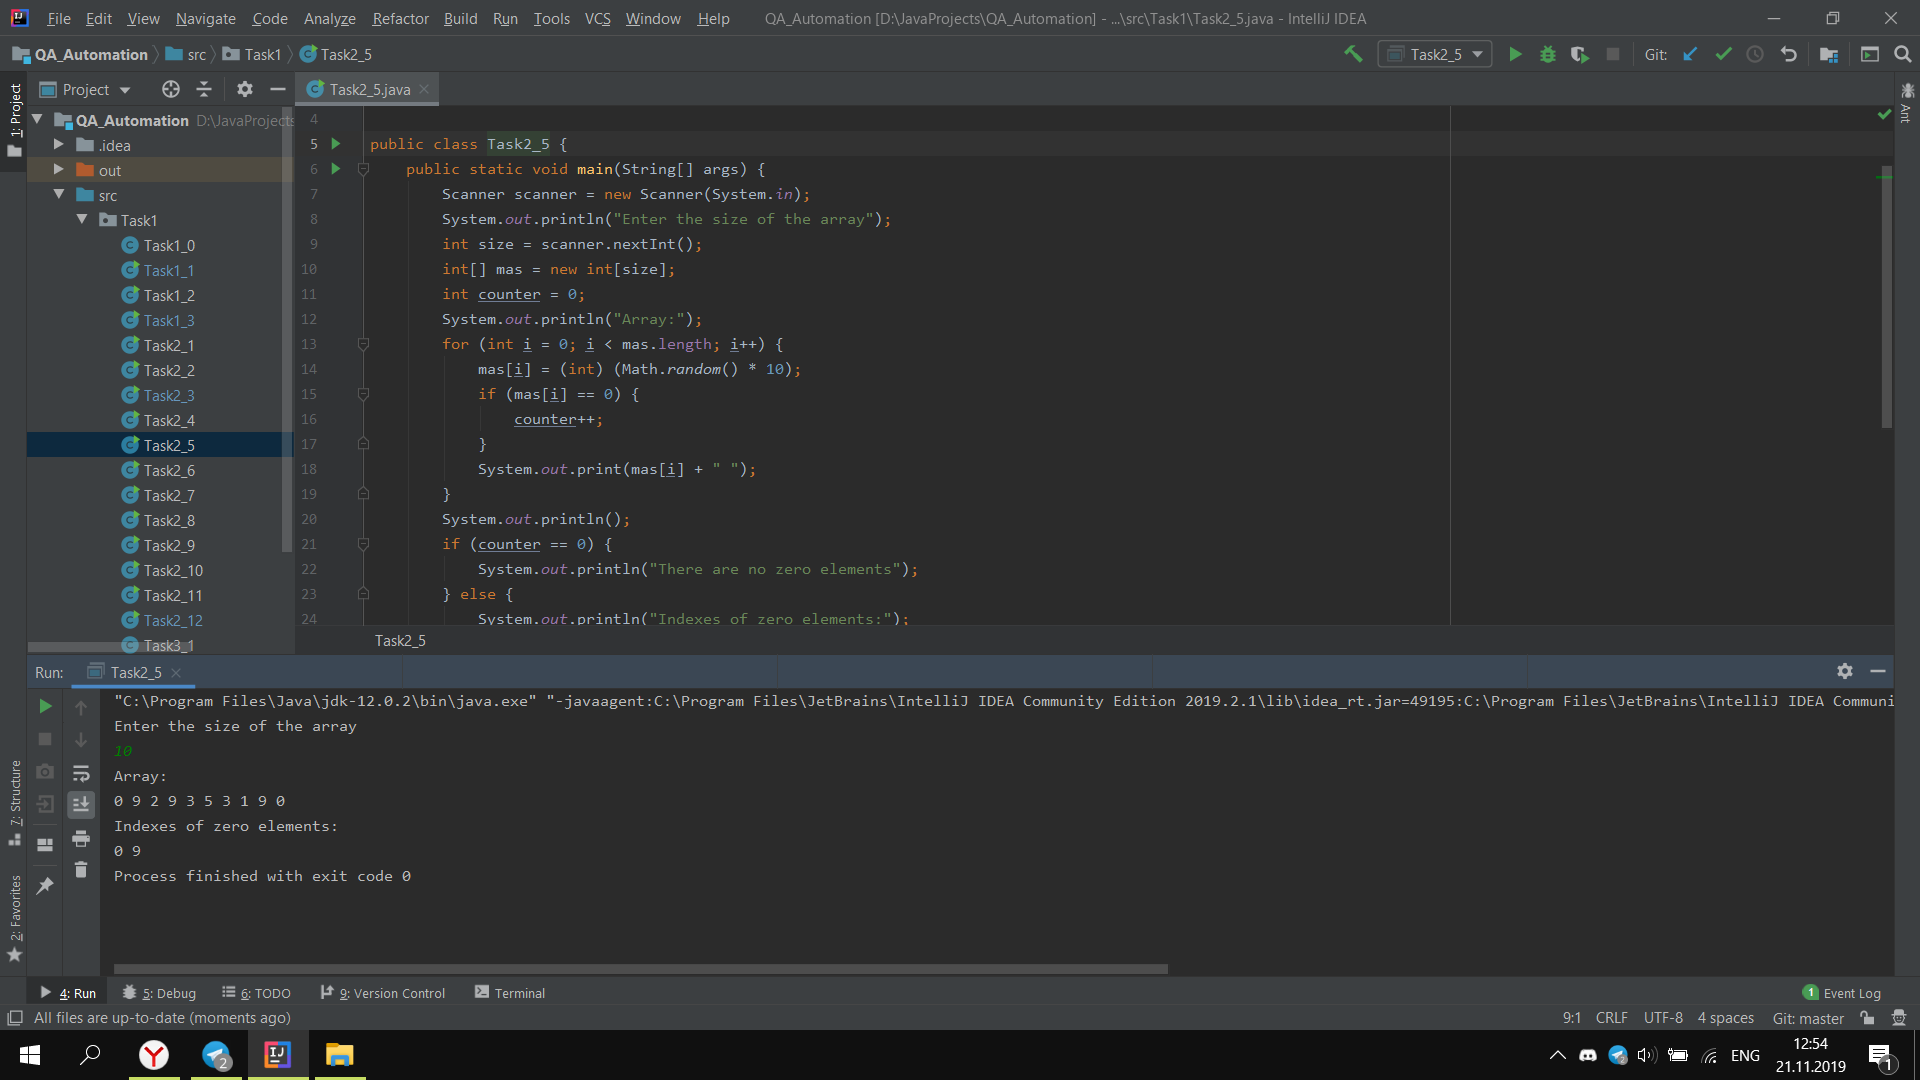 File Edit View Navigate Code Analyze Refactor Build Run Tools VCS Window Help QA_Automation [D:\JavaProjects\QA_Automation] - ...\src\Task1\Task2_5.java - IntelliJ IDEA
QA_Automation src Task1 Task2_5 Task2_5 Git:
1: Project
Project
Task2_5.java
Ant
QA_Automation D:\JavaProjects
.idea
out
src
Task1
Task1_0
Task1_1
Task1_2
Task1_3
Task2_1
Task2_2
Task2_3
Task2_4
Task2_5
Task2_6
Task2_7
Task2_8
Task2_9
Task2_10
Task2_11
Task2_12
Task3_1
4
5 public class Task2_5 {
6 public static void main(String[] args) {
7 Scanner scanner = new Scanner(System.in);
8 System.out.println("Enter the size of the array");
9 int size = scanner.nextInt();
10 int[] mas = new int[size];
11 int counter = 0;
12 System.out.println("Array:");
13 for (int i = 0; i < mas.length; i++) {
14 mas[i] = (int) (Math.random() * 10);
15 if (mas[i] == 0) {
16 counter++;
17 }
18 System.out.print(mas[i] + " ");
19 }
20 System.out.println();
21 if (counter == 0) {
22 System.out.println("There are no zero elements");
23 } else {
24 System.out.println("Indexes of zero elements:");
Task2_5
Run: Task2_5
"C:\Program Files\Java\jdk-12.0.2\bin\java.exe" "-javaagent:C:\Program Files\JetBrains\IntelliJ IDEA Community Edition 2019.2.1\lib\idea_rt.jar=49195:C:\Program Files\JetBrains\IntelliJ IDEA Communi
Enter the size of the array
10
Array:
0 9 2 9 3 5 3 1 9 0
Indexes of zero elements:
0 9
Process finished with exit code 0
7: Structure
2: Favorites
4: Run 5: Debug 6: TODO 9: Version Control Terminal 1 Event Log
All files are up-to-date (moments ago) 9:1 CRLF UTF-8 4 spaces Git: master
2 ENG 12:54
21.11.2019 1